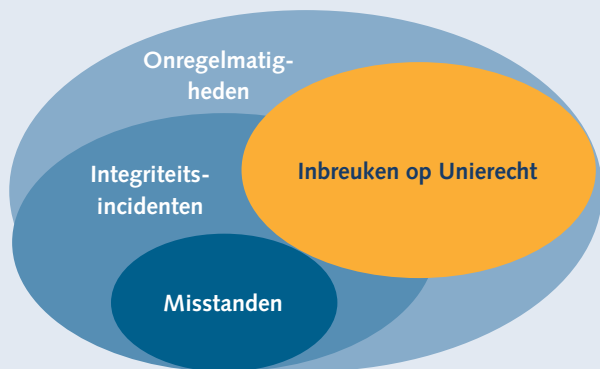 Onregelmatig-
heden
Integriteits-
incidenten
Inbreuken op Unierecht
Misstanden